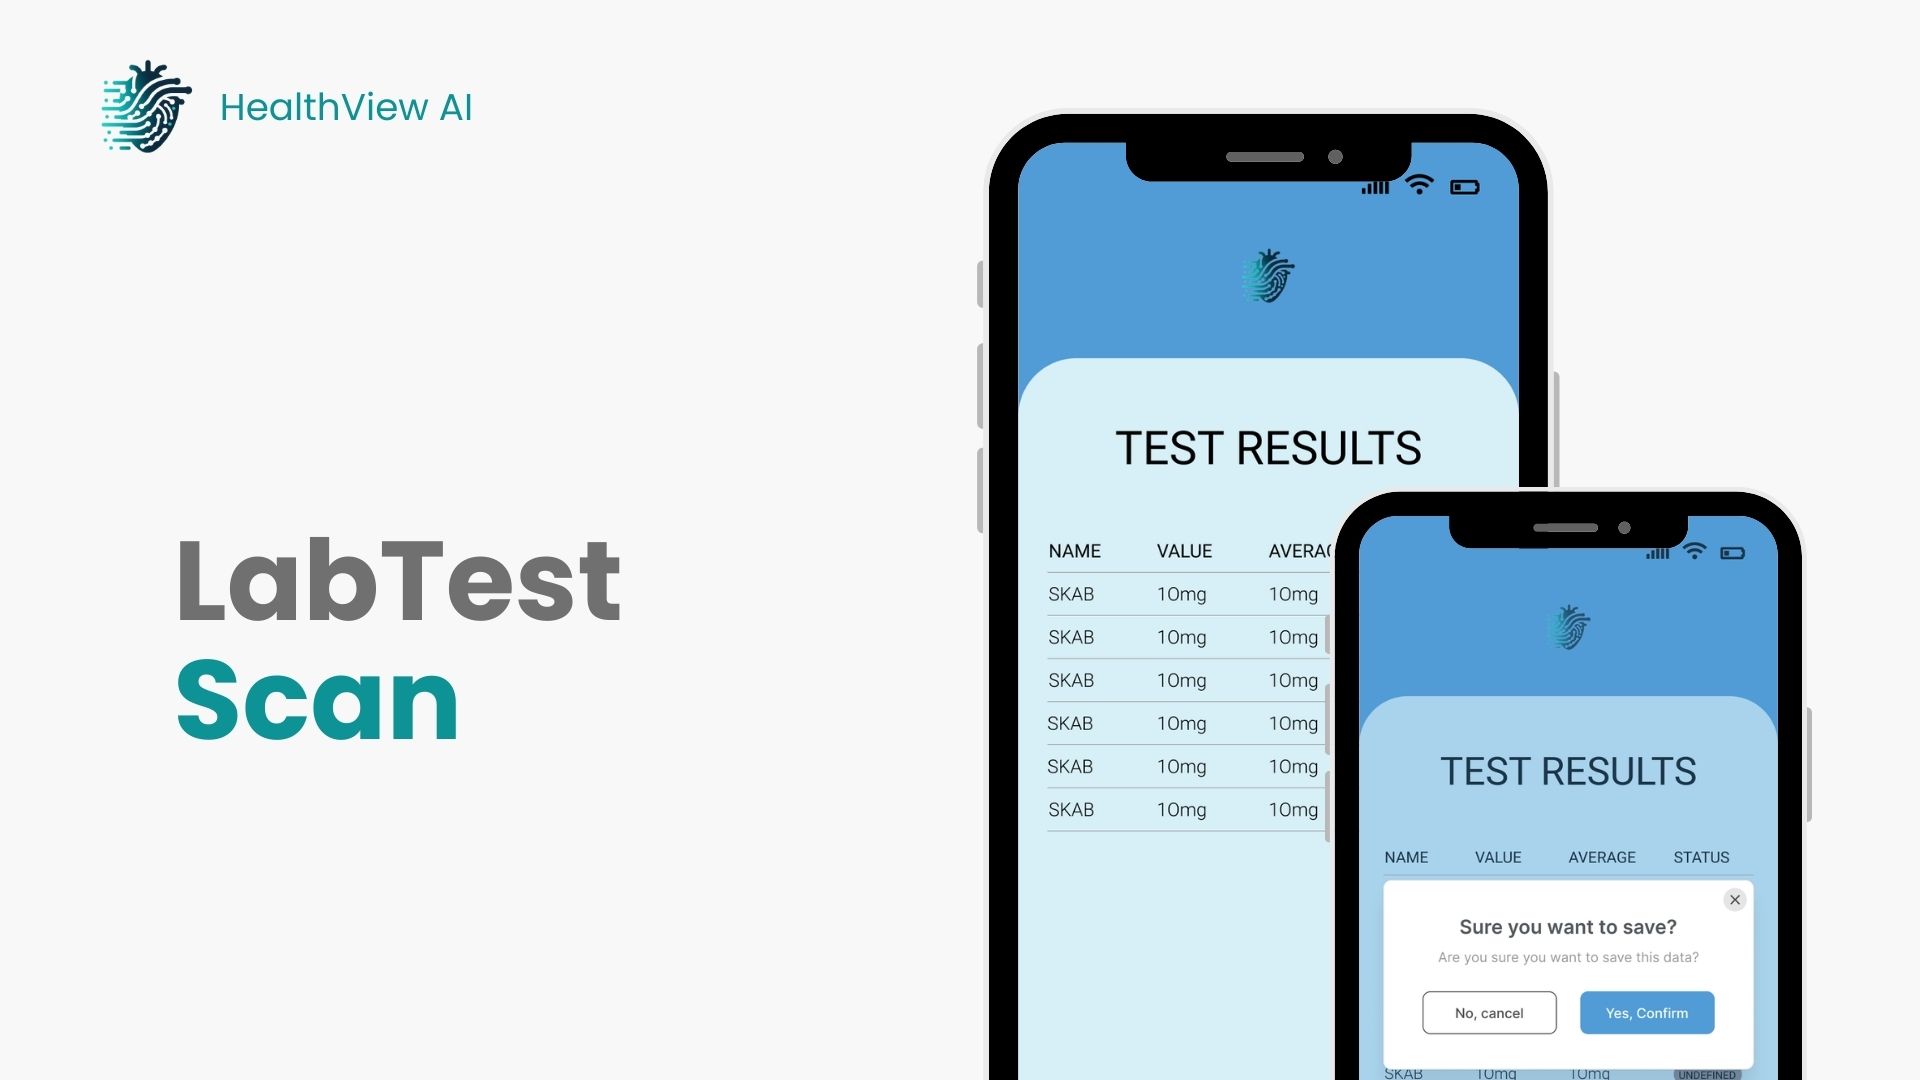 HealthView AI
LabTest
Scan
TEST RESULTS
NAME VALUE
SKAB 10mg 10mg
SKAB 10mg 10mg
SKAB 10mg 10mg
SKAB 10mg 10mg
SKAB 10mg 10mg
SKAB 10mg 10mg
TEST RESULTS
NAME VALUE AVERAGE STATUS
Sure you want to save?
Are you sure you want to save this data?
No, cancel Yes, Confirm
SKAB 10mg 10mg UNDEFINED